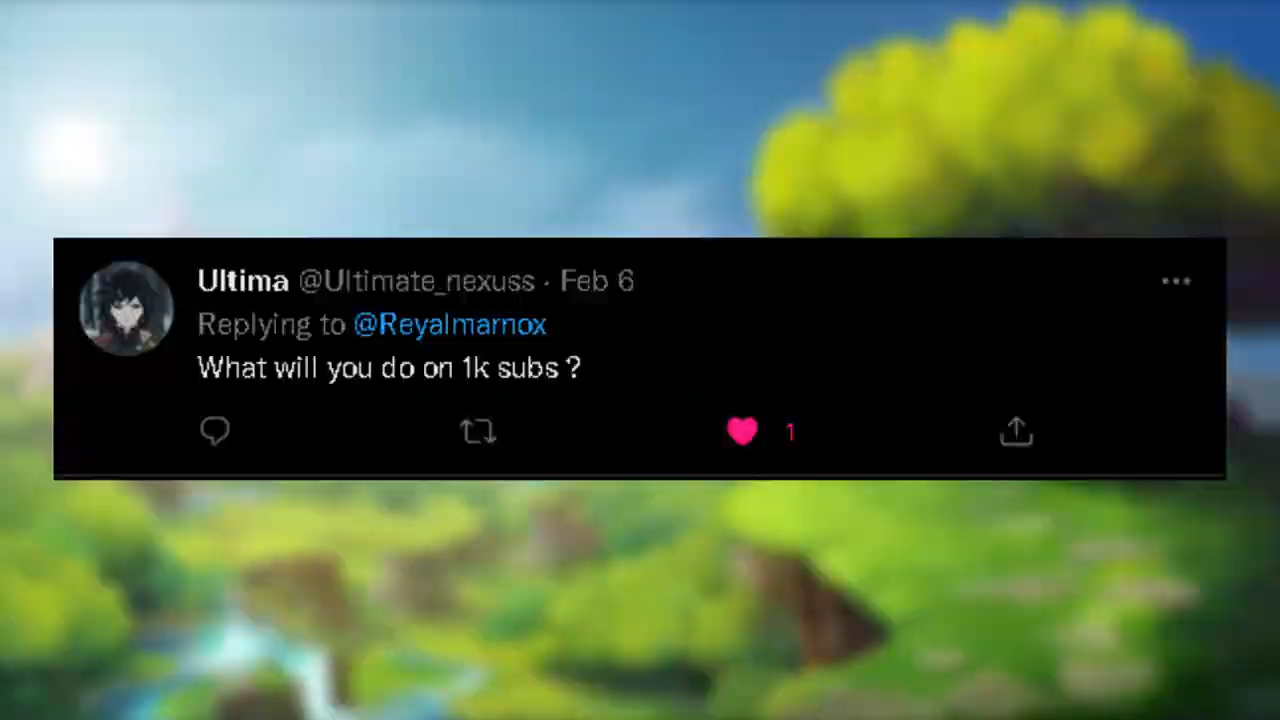 Ultima @Ultimate_nexuss · Feb 6
Replying to @Reyalmarnox
What will you do on 1k subs ?
1